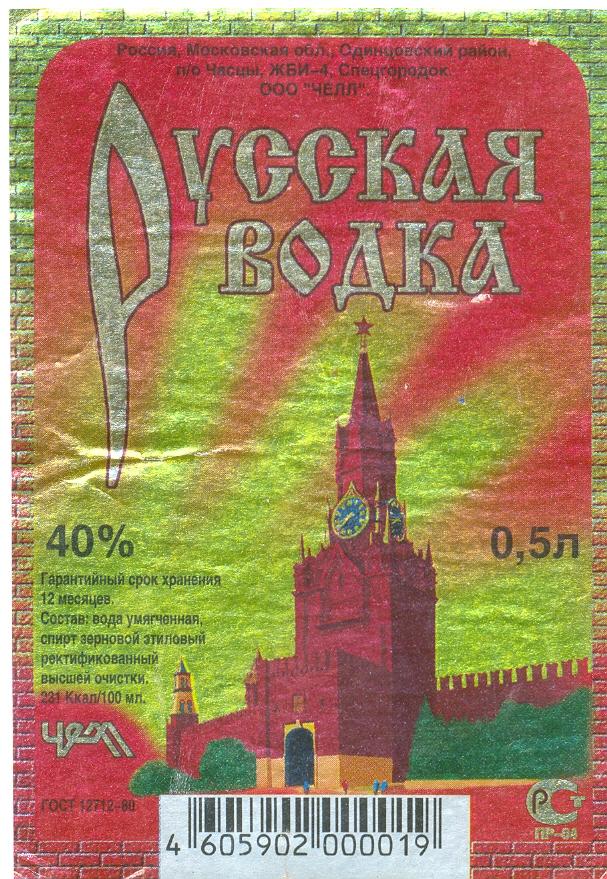 Россия, Московская обл., Одинцовский район,
п/о Часцы, ЖБИ-4, Спецгородок.
ООО "ЧЕЛЛ".
Русская
водка
40%
0,5л
Гарантийный срок хранения
12 месяцев.
Состав: вода умягченная,
спирт зерновой этиловый
ректификованный
высшей очистки.
231 Ккал/100 мл.
челл
ГОСТ 12712-80
РСТ
4 605902 000019